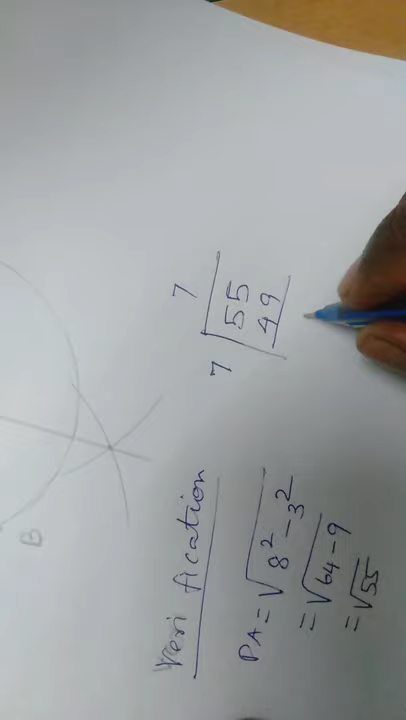 B
Verification
PA = √8² - 3²
= √64 - 9
= √55
7
7 55
49